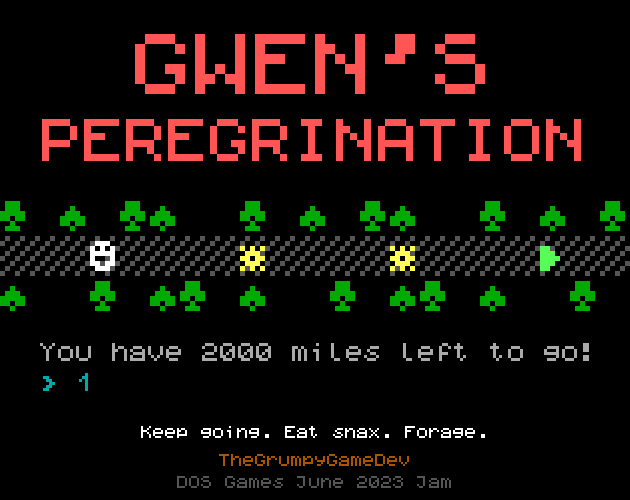 GWEN'S
PEREGRINATION
You have 2000 miles left to go!
> 1
Keep going. Eat snax. Forage.
TheGrumpyGameDev
DOS Games June 2023 Jam